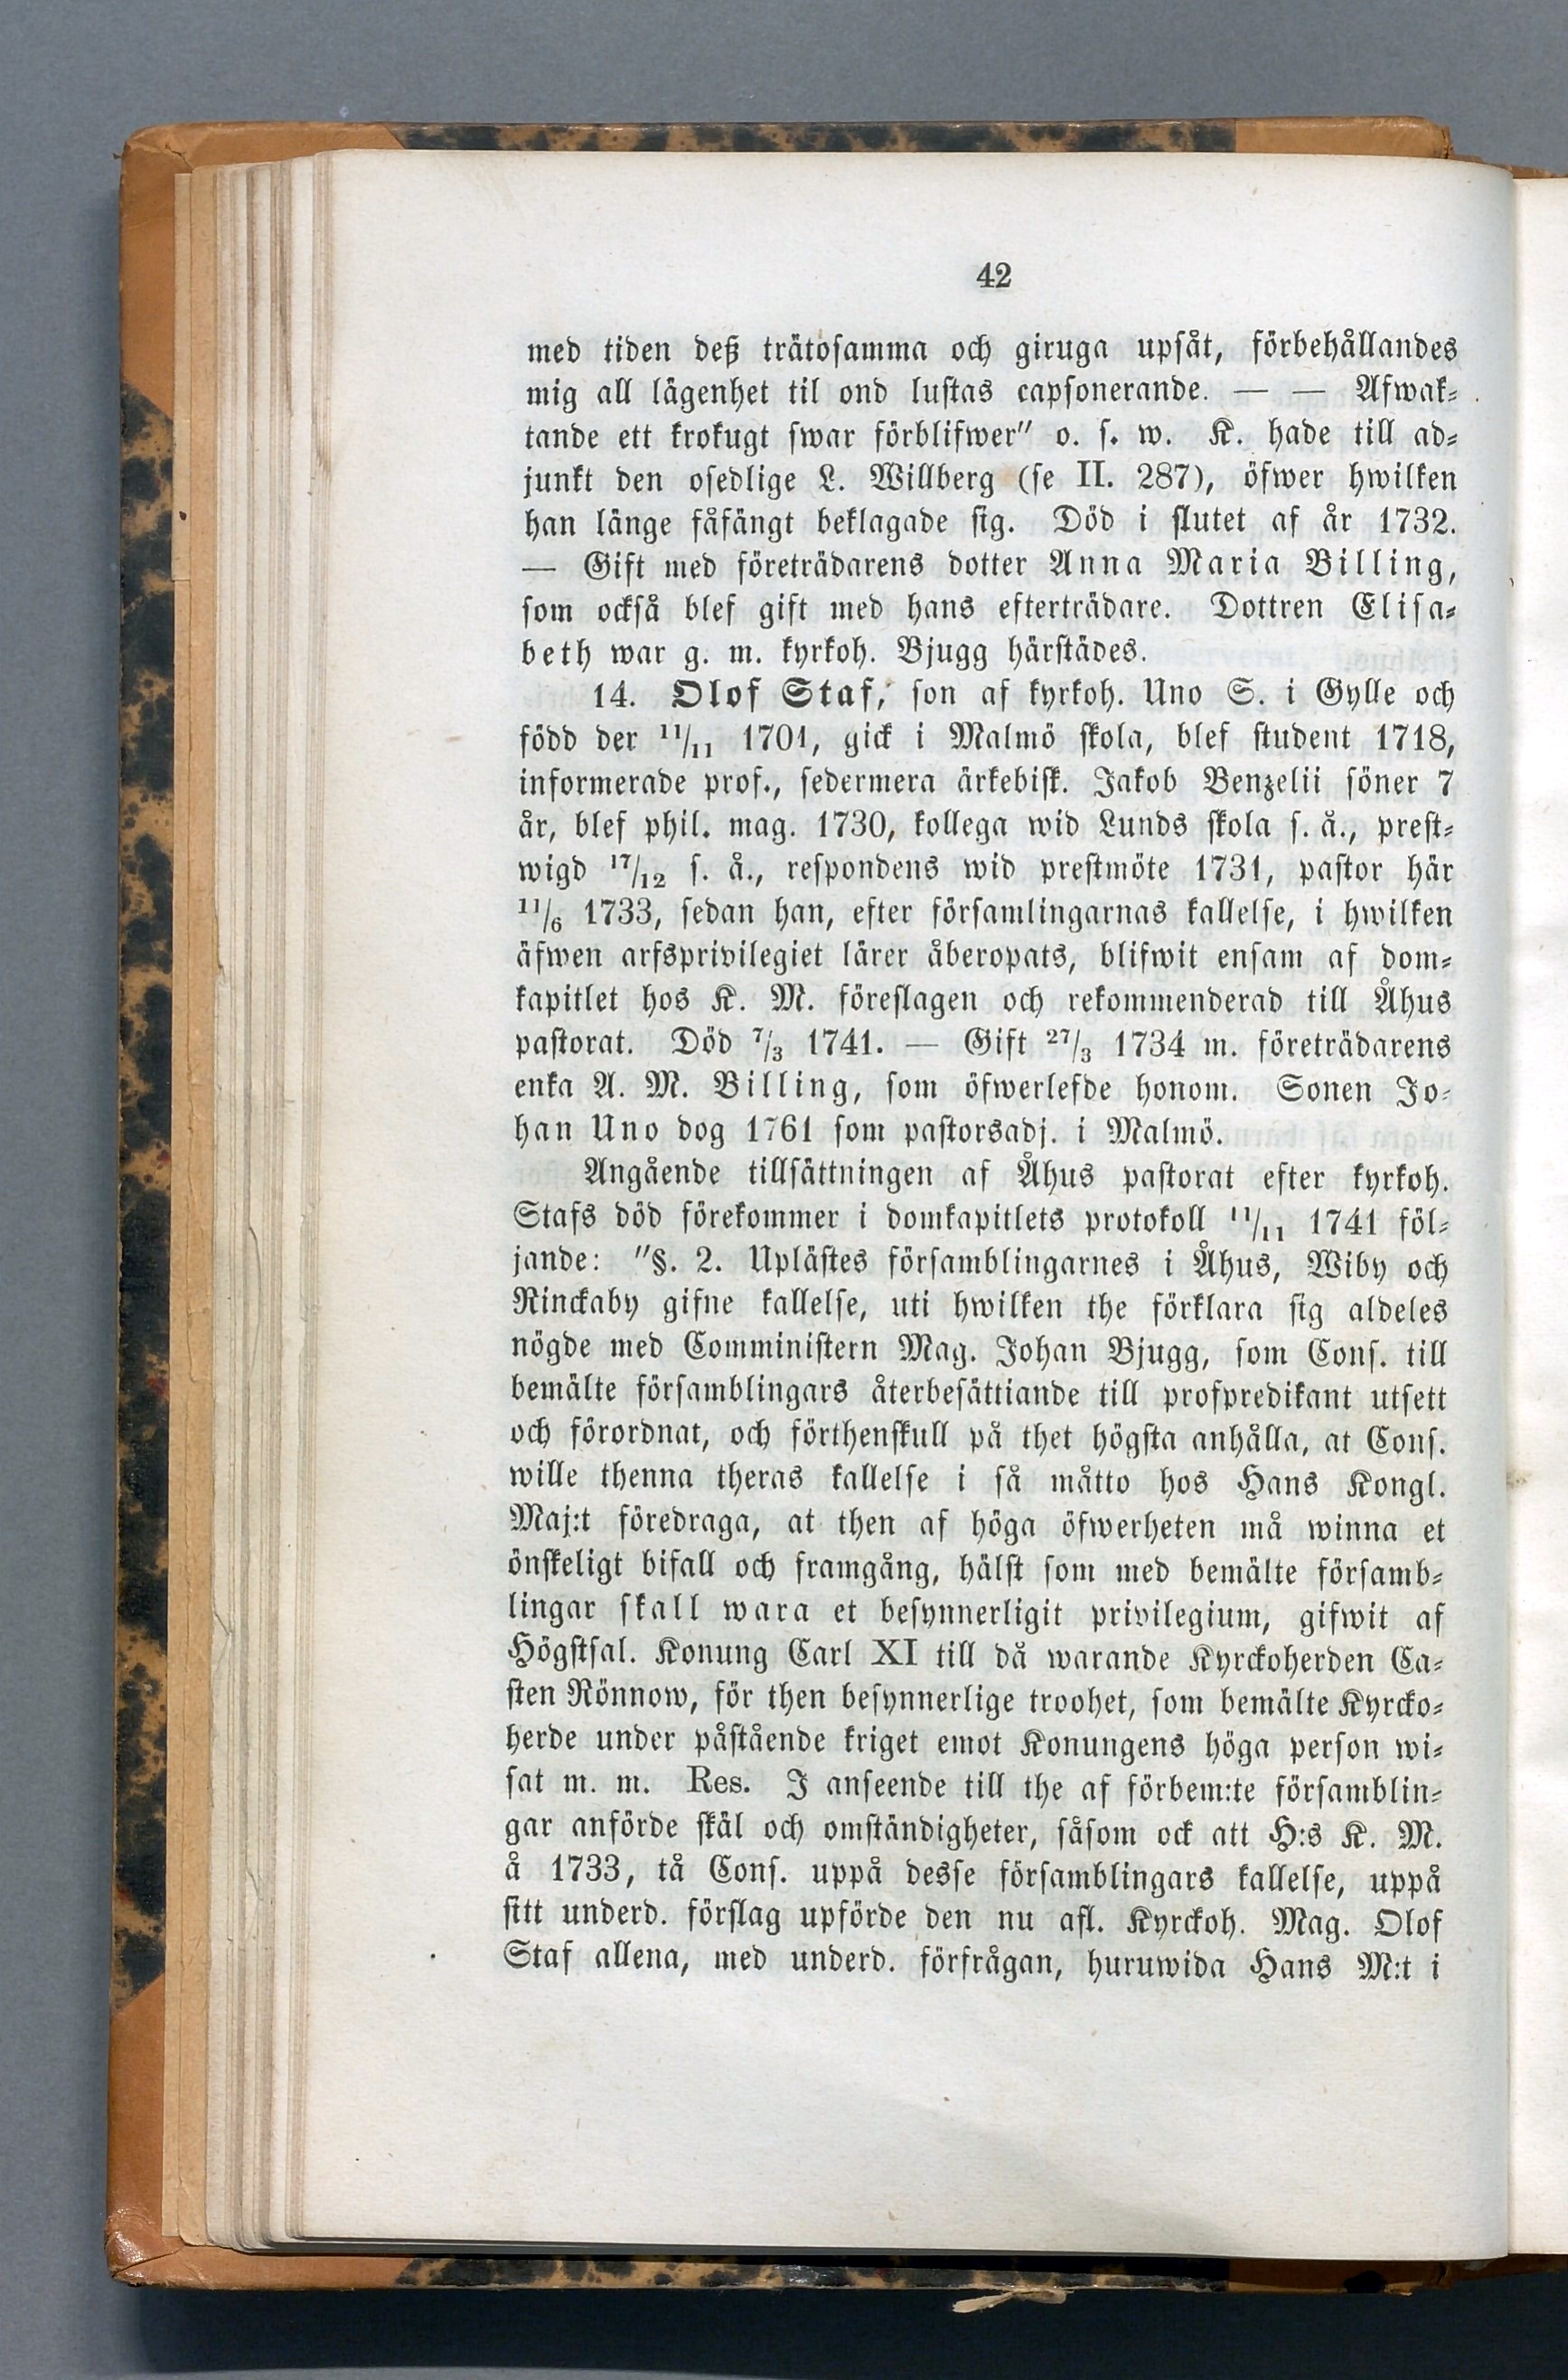 42
med tiden deß trätosamma och giruga upsåt, förbehållandes
mig all lägenhet til ond lustas capsonerande. — — Afwak-
tande ett krokugt swar förblifwer" o. s. w. K. hade till ad-
junkt den osedlige L. Willberg (se II. 287), öfwer hwilken
han länge fåfängt beklagade sig. Död i slutet af år 1732.
— Gift med företrädarens dotter Anna Maria Billing,
som också blef gift med hans efterträdare. Dottren Elisa-
beth war g. m. kyrkoh. Bjugg härstädes.
14. Olof Staf, son af kyrkoh. Uno S. i Gylle och
född der 11/11 1701, gick i Malmö skola, blef student 1718,
informerade prof., sedermera ärkebisk. Jakob Benzelii söner 7
år, blef phil. mag. 1730, kollega wid Lunds skola s. å., prest-
wigd 17/12 s. å., respondens wid prestmöte 1731, pastor här
11/6 1733, sedan han, efter församlingarnas kallelse, i hwilken
äfwen arfsprivilegiet lärer åberopats, blifwit ensam af dom-
kapitlet hos K. M. föreslagen och rekommenderad till Åhus
pastorat. Död 7/3 1741. — Gift 27/3 1734 m. företrädarens
enka A. M. Billing, som öfwerlefde honom. Sonen Jo-
han Uno dog 1761 som pastorsadj. i Malmö.
Angående tillsättningen af Åhus pastorat efter kyrkoh.
Stafs död förekommer i domkapitlets protokoll 11/11 1741 föl-
jande: "§. 2. Uplästes församblingarnes i Åhus, Wiby och
Rinckaby gifne kallelse, uti hwilken the förklara sig aldeles
nögde med Comministern Mag. Johan Bjugg, som Cons. till
bemälte församblingars återbesättiande till profpredikant utsett
och förordnat, och förthenskull på thet högsta anhålla, at Cons.
wille thenna theras kallelse i så måtto hos Hans Kongl.
Maj:t föredraga, at then af höga öfwerheten må winna et
önskeligt bifall och framgång, hälst som med bemälte församb-
lingar skall wara et besynnerligit privilegium, gifwit af
Högstsal. Konung Carl XI till då warande Kyrckoherden Ca-
sten Rönnow, för then besynnerlige troohet, som bemälte Kyrcko-
herde under påstående kriget emot Konungens höga person wi-
sat m. m. Res. I anseende till the af förbem:te församblin-
gar anförde skäl och omständigheter, såsom ock att H:s K. M.
å 1733, tå Cons. uppå desse församblingars kallelse, uppå
sitt underd. förslag upförde den nu afl. Kyrckoh. Mag. Olof
Staf allena, med underd. förfrågan, huruwida Hans M:t i